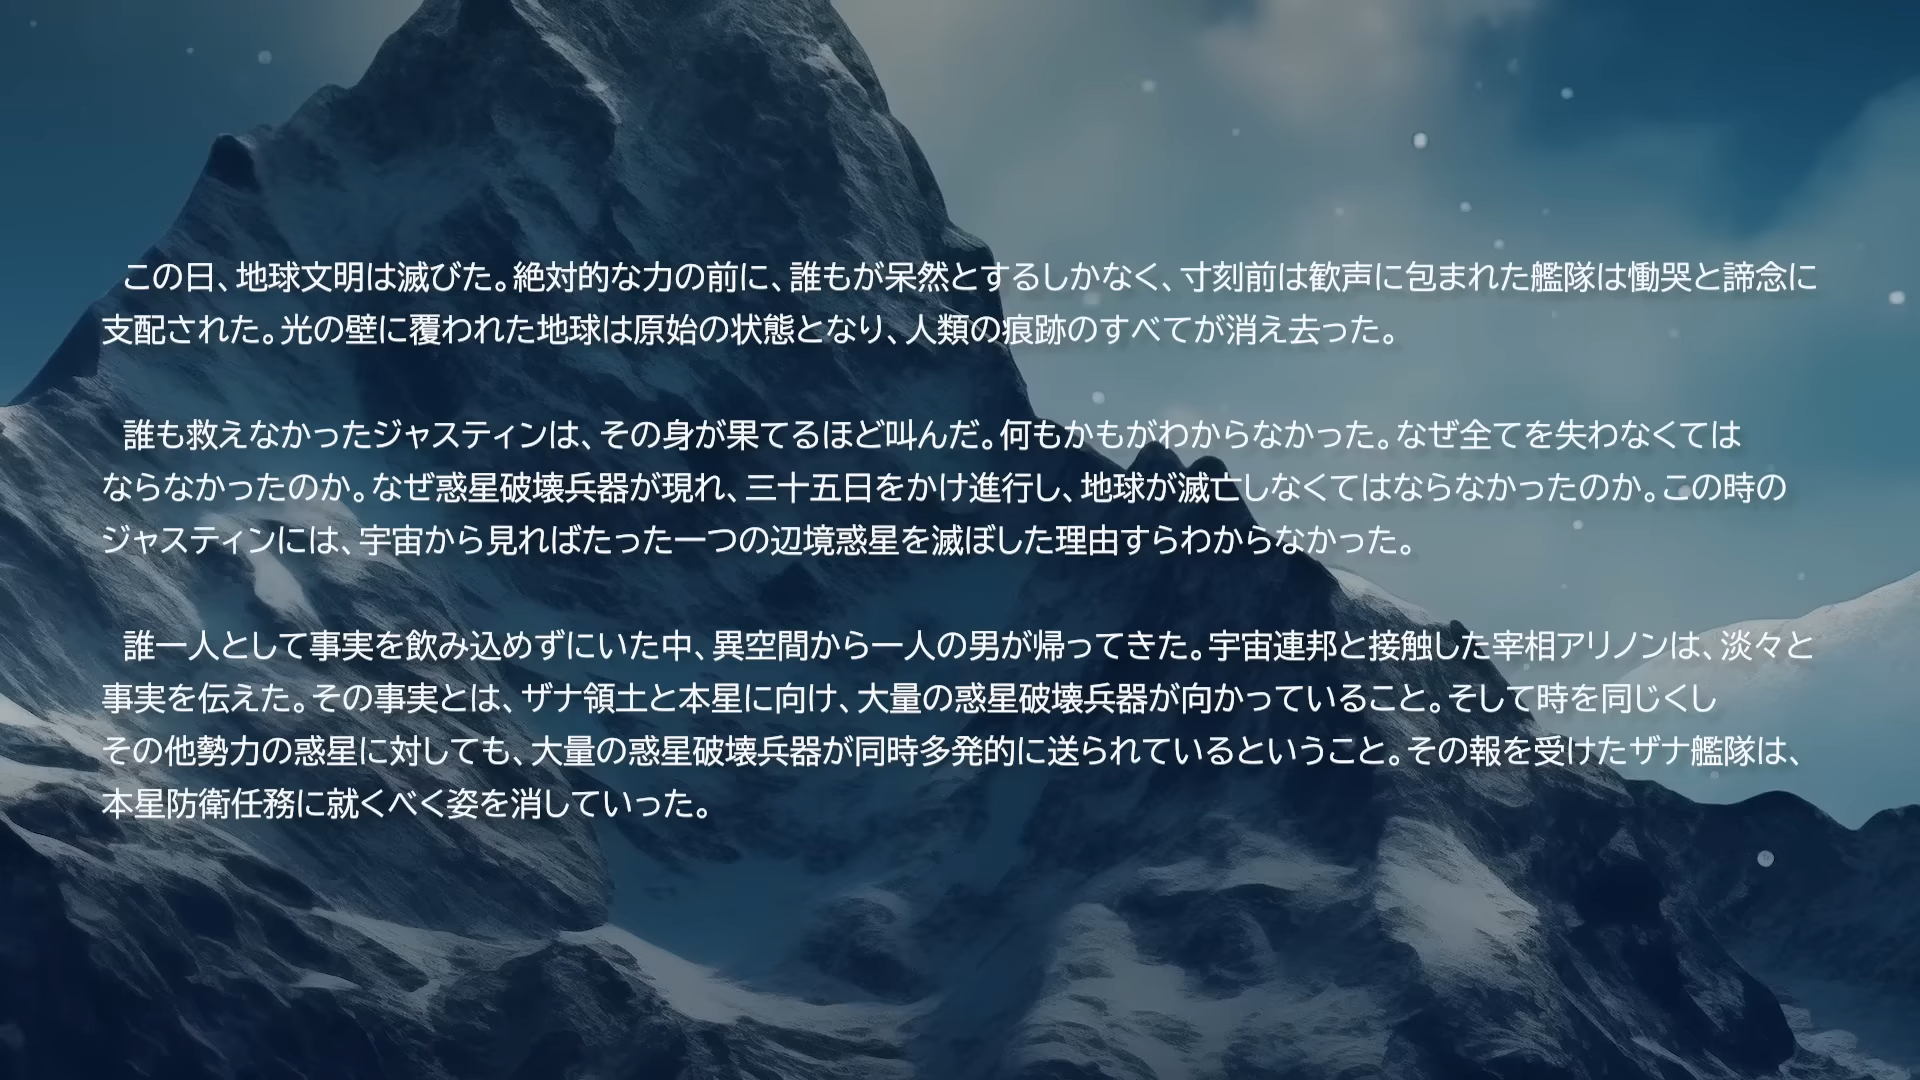 この日、地球文明は滅びた。絶対的な力の前に、誰もが呆然とするしかなく、寸刻前は歓声に包まれた艦隊は慟哭と諦念に
支配された。光の壁に覆われた地球は原始の状態となり、人類の痕跡のすべてが消え去った。
誰も救えなかったジャスティンは、その身が果てるほど叫んだ。何もかもがわからなかった。なぜ全てを失わなくては
ならなかったのか。なぜ惑星破壊兵器が現れ、三十五日をかけ進行し、地球が滅亡しなくてはならなかったのか。この時の
ジャスティンには、宇宙から見ればたった一つの辺境惑星を滅ぼした理由すらわからなかった。
誰一人として事実を飲み込めずにいた中、異空間から一人の男が帰ってきた。宇宙連邦と接触した宰相アリノンは、淡々と
事実を伝えた。その事実とは、ザナ領土と本星に向け、大量の惑星破壊兵器が向かっていること。そして時を同じくし
その他勢力の惑星に対しても、大量の惑星破壊兵器が同時多発的に送られているということ。その報を受けたザナ艦隊は、
本星防衛任務に就くべく姿を消していった。